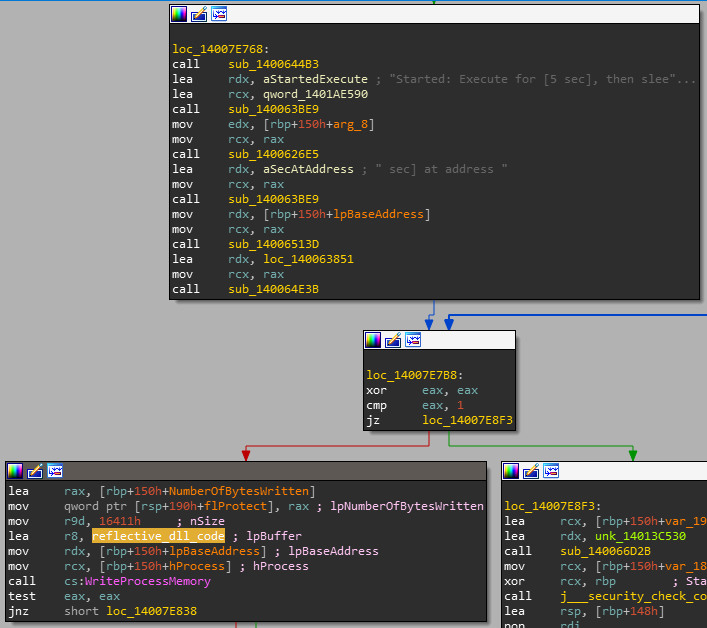 loc_14007E768:
call sub_1400644B3
lea rdx, aStartedExecute ; "Started: Execute for [5 sec], then slee"...
lea rcx, qword_1401AE590
call sub_140063BE9
mov edx, [rbp+150h+arg_8]
mov rcx, rax
call sub_1400626E5
lea rdx, aSecAtAddress ; " sec] at address "
mov rcx, rax
call sub_140063BE9
mov rdx, [rbp+150h+lpBaseAddress]
mov rcx, rax
call sub_14006513D
lea rdx, loc_140063851
mov rcx, rax
call sub_140064E3B
loc_14007E7B8:
xor eax, eax
cmp eax, 1
jz loc_14007E8F3
lea rax, [rbp+150h+NumberOfBytesWritten]
mov qword ptr [rsp+190h+flProtect], rax ; lpNumberOfBytesWritten
mov r9d, 16411h ; nSize
lea r8, reflective_dll_code ; lpBuffer
mov rdx, [rbp+150h+lpBaseAddress] ; lpBaseAddress
mov rcx, [rbp+150h+hProcess] ; hProcess
call cs:WriteProcessMemory
test eax, eax
jnz short loc_14007E838
loc_14007E8F3:
lea rcx, [rbp+150h+var_19
lea rdx, unk_14013C530
call sub_140066D2B
mov rcx, [rbp+150h+var_18
xor rcx, rbp ; Sta
call j___security_check_co
lea rsp, [rbp+148h]
pop rdi